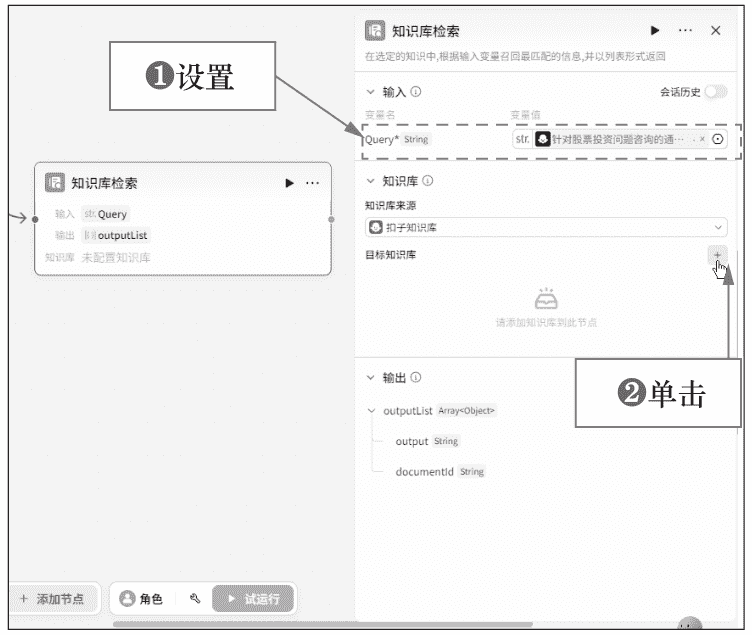 知识库检索
在选定的知识中,根据输入变量召回最匹配的信息,并以列表形式返回
❶设置
输入
会话历史
变量名
变量值
Query* String
str. 针对股票投资问题咨询的通…
知识库检索
输入 str. Query
输出 [·] outputList
知识库 未配置知识库
知识库
知识库来源
扣子知识库
目标知识库
请添加知识库到此节点
❷单击
输出
outputList Array<Object>
output String
documentId String
+ 添加节点
角色
试运行